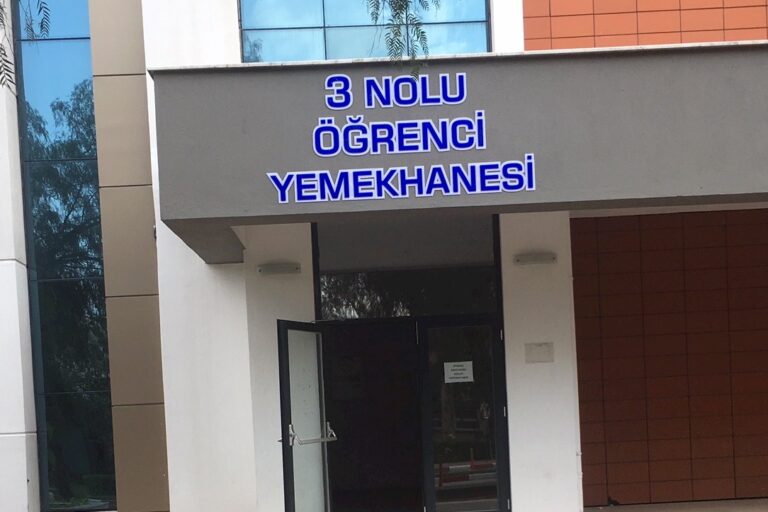 3 NOLU
ÖĞRENCİ
YEMEKHANESİ